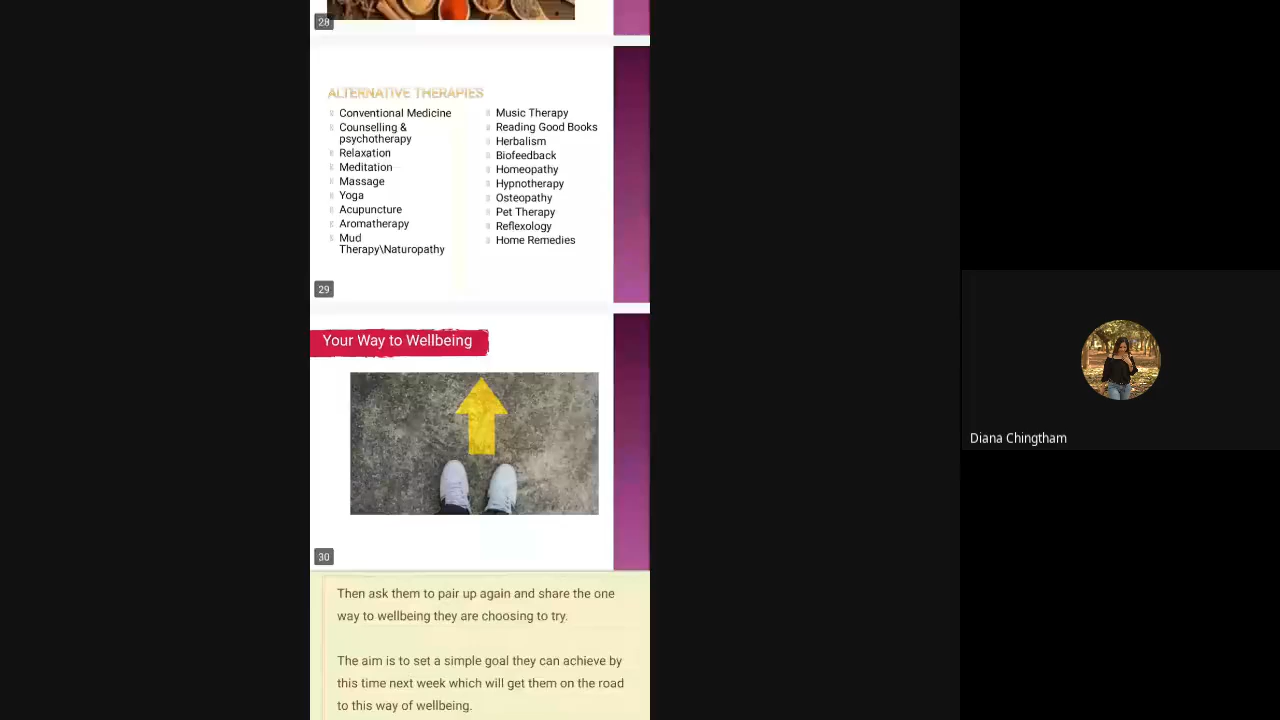 28
ALTERNATIVE THERAPIES
Conventional Medicine
Counselling &
psychotherapy
Relaxation
Meditation
Massage
Yoga
Acupuncture
Aromatherapy
Mud
Therapy\Naturopathy
Music Therapy
Reading Good Books
Herbalism
Biofeedback
Homeopathy
Hypnotherapy
Osteopathy
Pet Therapy
Reflexology
Home Remedies
29
Your Way to Wellbeing
30
Then ask them to pair up again and share the one
way to wellbeing they are choosing to try.
The aim is to set a simple goal they can achieve by
this time next week which will get them on the road
to this way of wellbeing.
Diana Chingtham